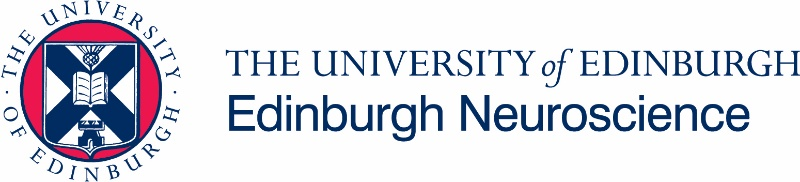 · THE UNIVERSITY ·
OF EDINBURGH
THE UNIVERSITY of EDINBURGH
Edinburgh Neuroscience